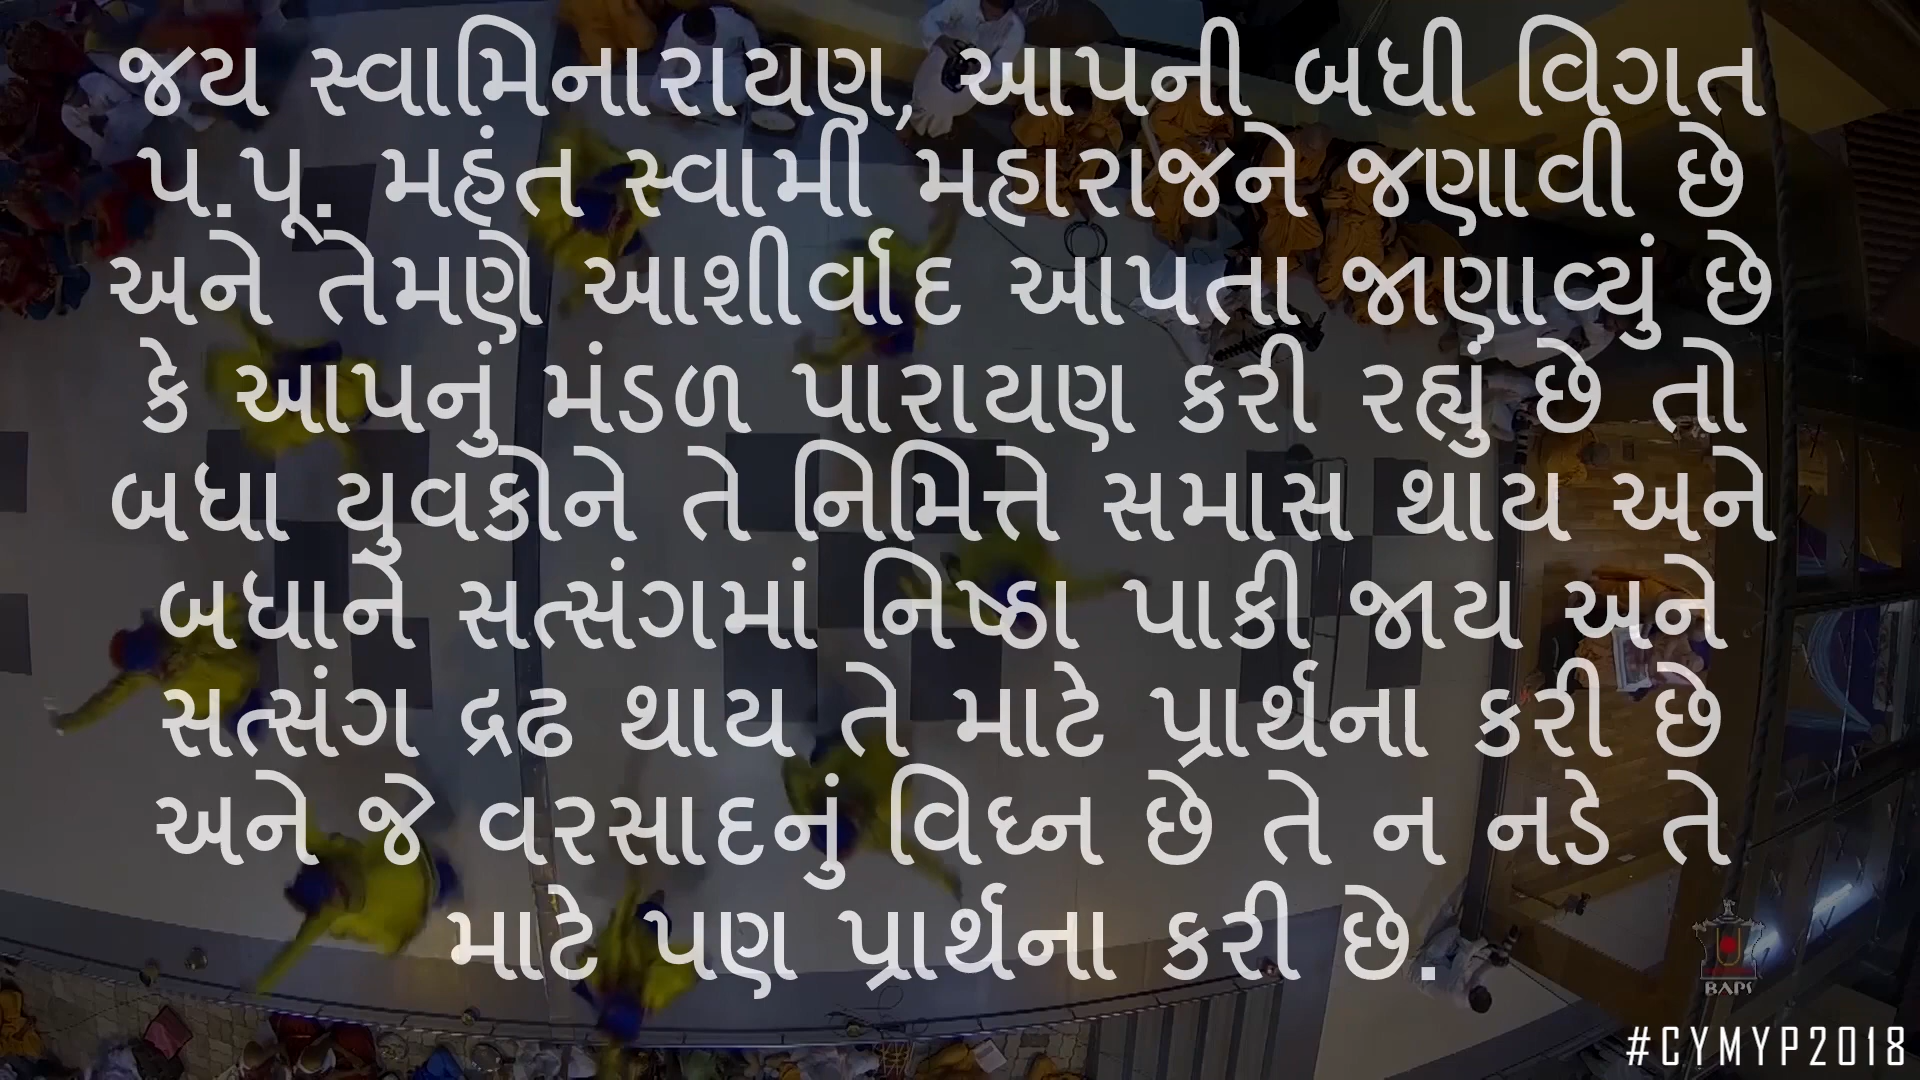 જય સ્વામિનારાયણ, આપની બધી વિગત
પ.પૂ. મહંત સ્વામી મહારાજને જણાવી છે
અને તેમણે આશીર્વાદ આપતા જાણાવ્યું છે
કે આપનું મંડળ પારાયણ કરી રહ્યું છે તો
બધા યુવકોને તે નિમિત્તે સમાસ થાય અને
બધાને સત્સંગમાં નિષ્ઠા પાકી જાય અને
સત્સંગ દ્રઢ થાય તે માટે પ્રાર્થના કરી છે
અને જે વરસાદનું વિઘ્ન છે તે ન નડે તે
માટે પણ પ્રાર્થના કરી છે.
BAPS
#CYMYP2018